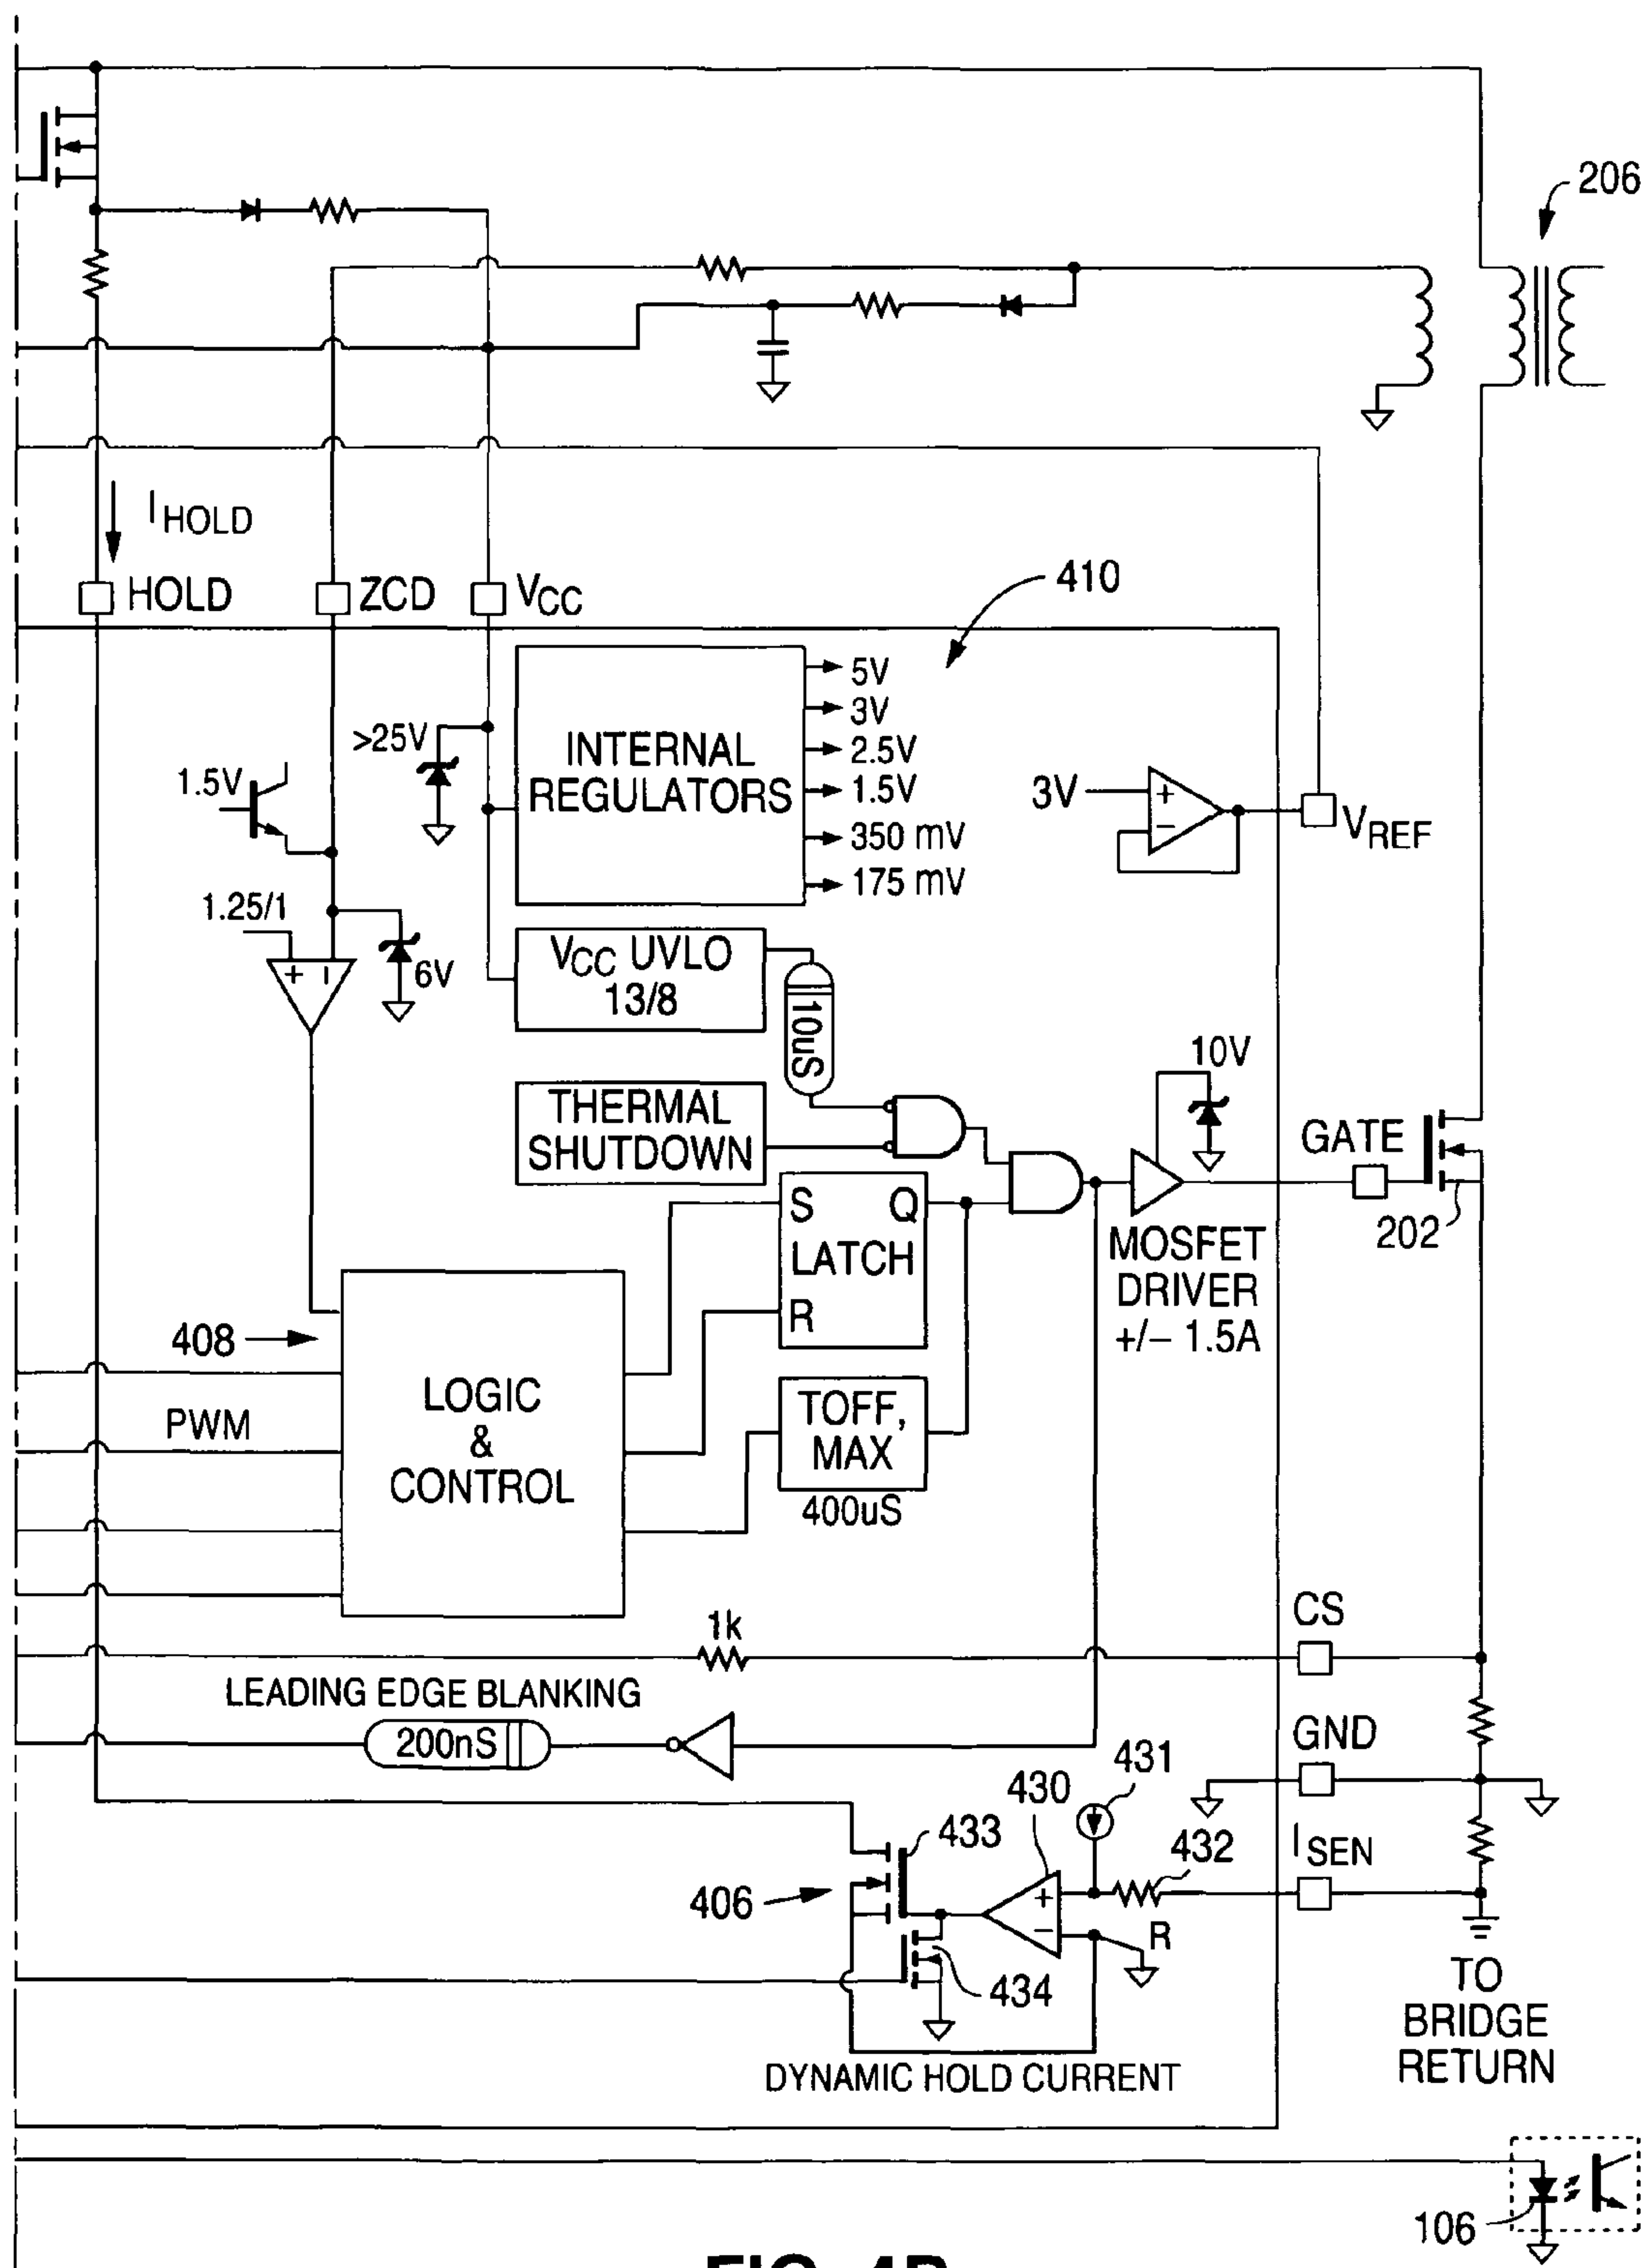 206
I HOLD
HOLD
ZCD
VCC
410
INTERNAL
REGULATORS
5V
3V
2.5V
1.5V
350 mV
175 mV
>25V
1.5V
3V
+
−
VREF
1.25/1
+ −
6V
VCC UVLO
13/8
10uS
THERMAL
SHUTDOWN
10V
GATE
202
S Q
LATCH
R
MOSFET
DRIVER
+/− 1.5A
408
LOGIC
&
CONTROL
PWM
TOFF,
MAX
400uS
CS
1k
LEADING EDGE BLANKING
200nS
GND
431
430
433
432
ISEN
406
+
−
R
434
TO
BRIDGE
RETURN
DYNAMIC HOLD CURRENT
106
FIG. 4B